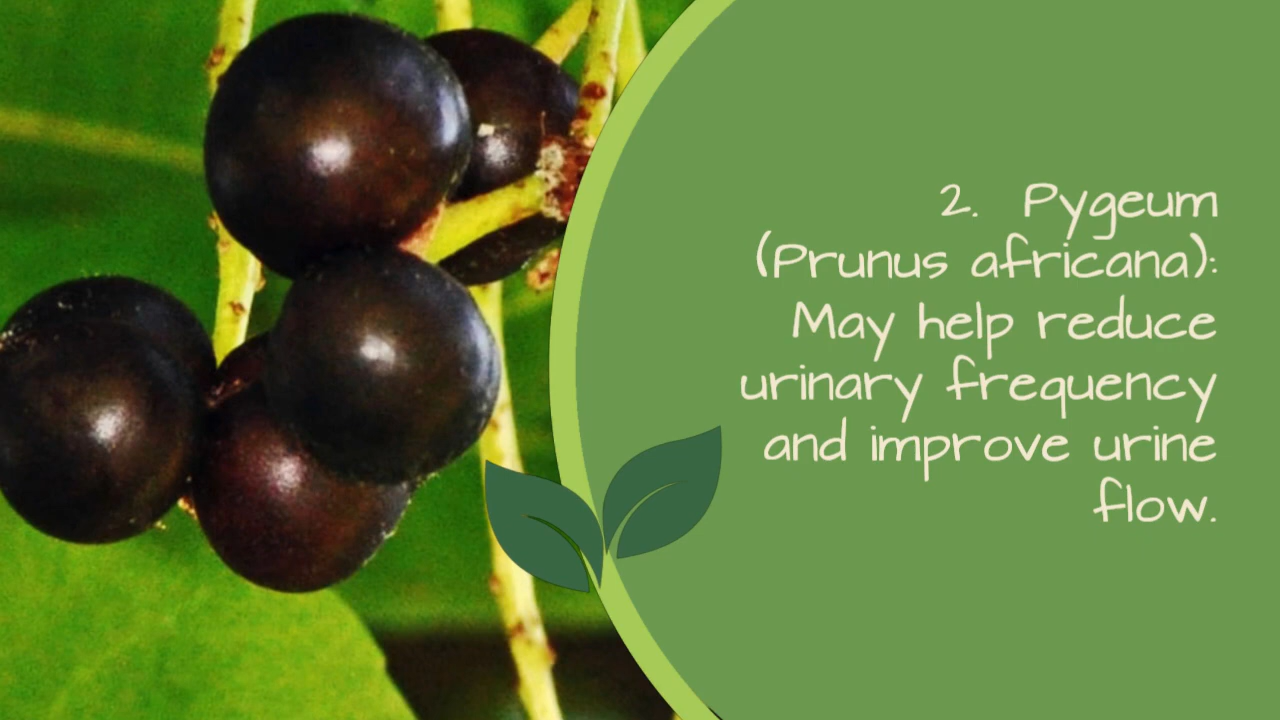 2. Pygeum
(Prunus africana):
May help reduce
urinary frequency
and improve urine
flow.